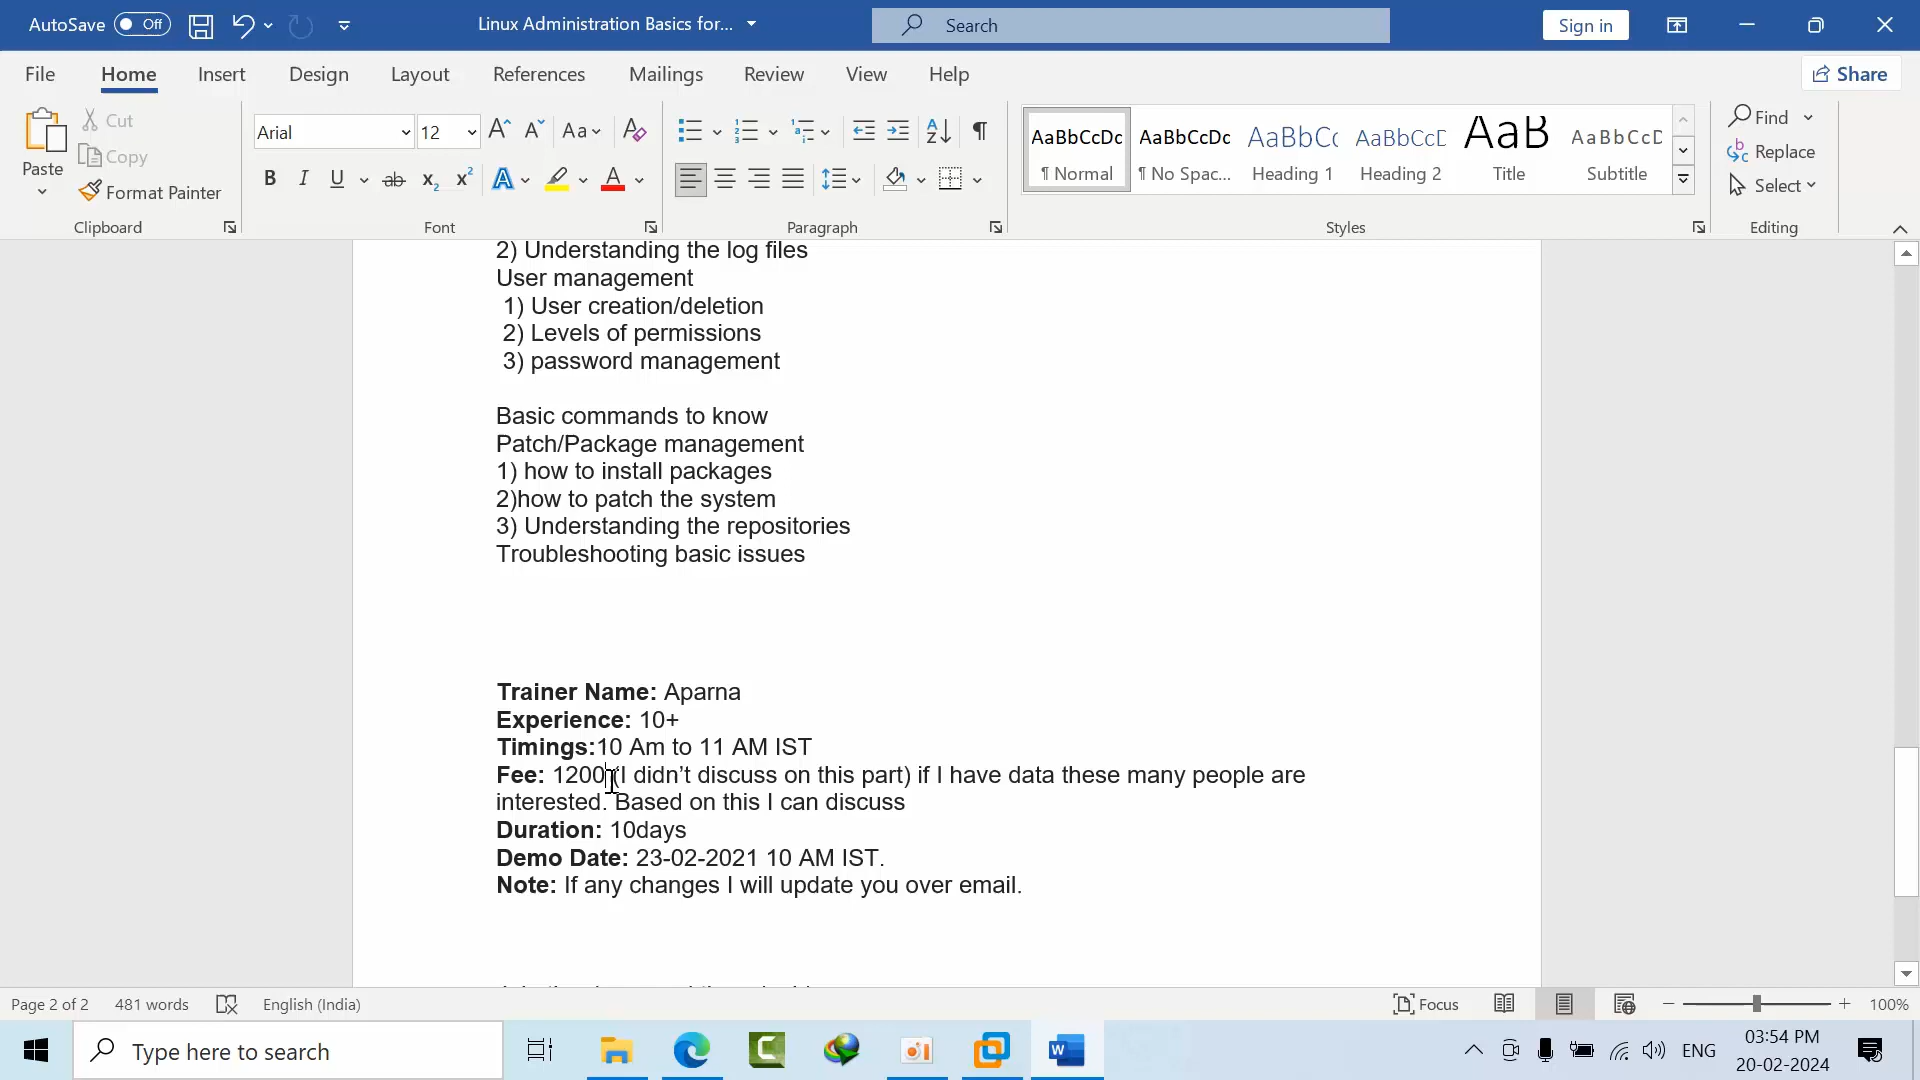 AutoSave Off
Linux Administration Basics for...
Search
Sign in
File Home Insert Design Layout References Mailings Review View Help
Share
Paste
Cut
Copy
Format Painter
Clipboard
Arial 12
Font
Paragraph
AaBbCcDc AaBbCcDc AaBbCc AaBbCcD AaB AaBbCcD
¶ Normal ¶ No Spac... Heading 1 Heading 2 Title Subtitle
Styles
Find
Replace
Select
Editing
2) Understanding the log files
User management
1) User creation/deletion
2) Levels of permissions
3) password management
Basic commands to know
Patch/Package management
1) how to install packages
2)how to patch the system
3) Understanding the repositories
Troubleshooting basic issues
Trainer Name: Aparna
Experience: 10+
Timings:10 Am to 11 AM IST
Fee: 1200 (I didn’t discuss on this part) if I have data these many people are
interested. Based on this I can discuss
Duration: 10days
Demo Date: 23-02-2021 10 AM IST.
Note: If any changes I will update you over email.
Page 2 of 2 481 words English (India) Focus 100%
Type here to search
ENG
03:54 PM
20-02-2024